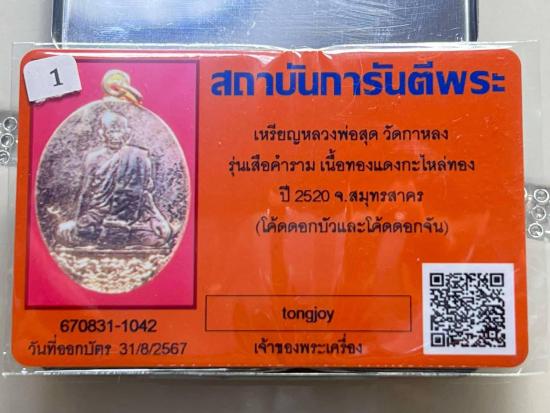 1
สถาบันการันตีพระ
เหรียญหลวงพ่อสุด วัดกาหลง
รุ่นเสือคำราม เนื้อทองแดงกะไหล่ทอง
ปี 2520 จ.สมุทรสาคร
(โค้ดดอกบัวและโค้ดดอกจัน)
tongjoy
670831-1042
วันที่ออกบัตร 31/8/2567
เจ้าของพระเครื่อง